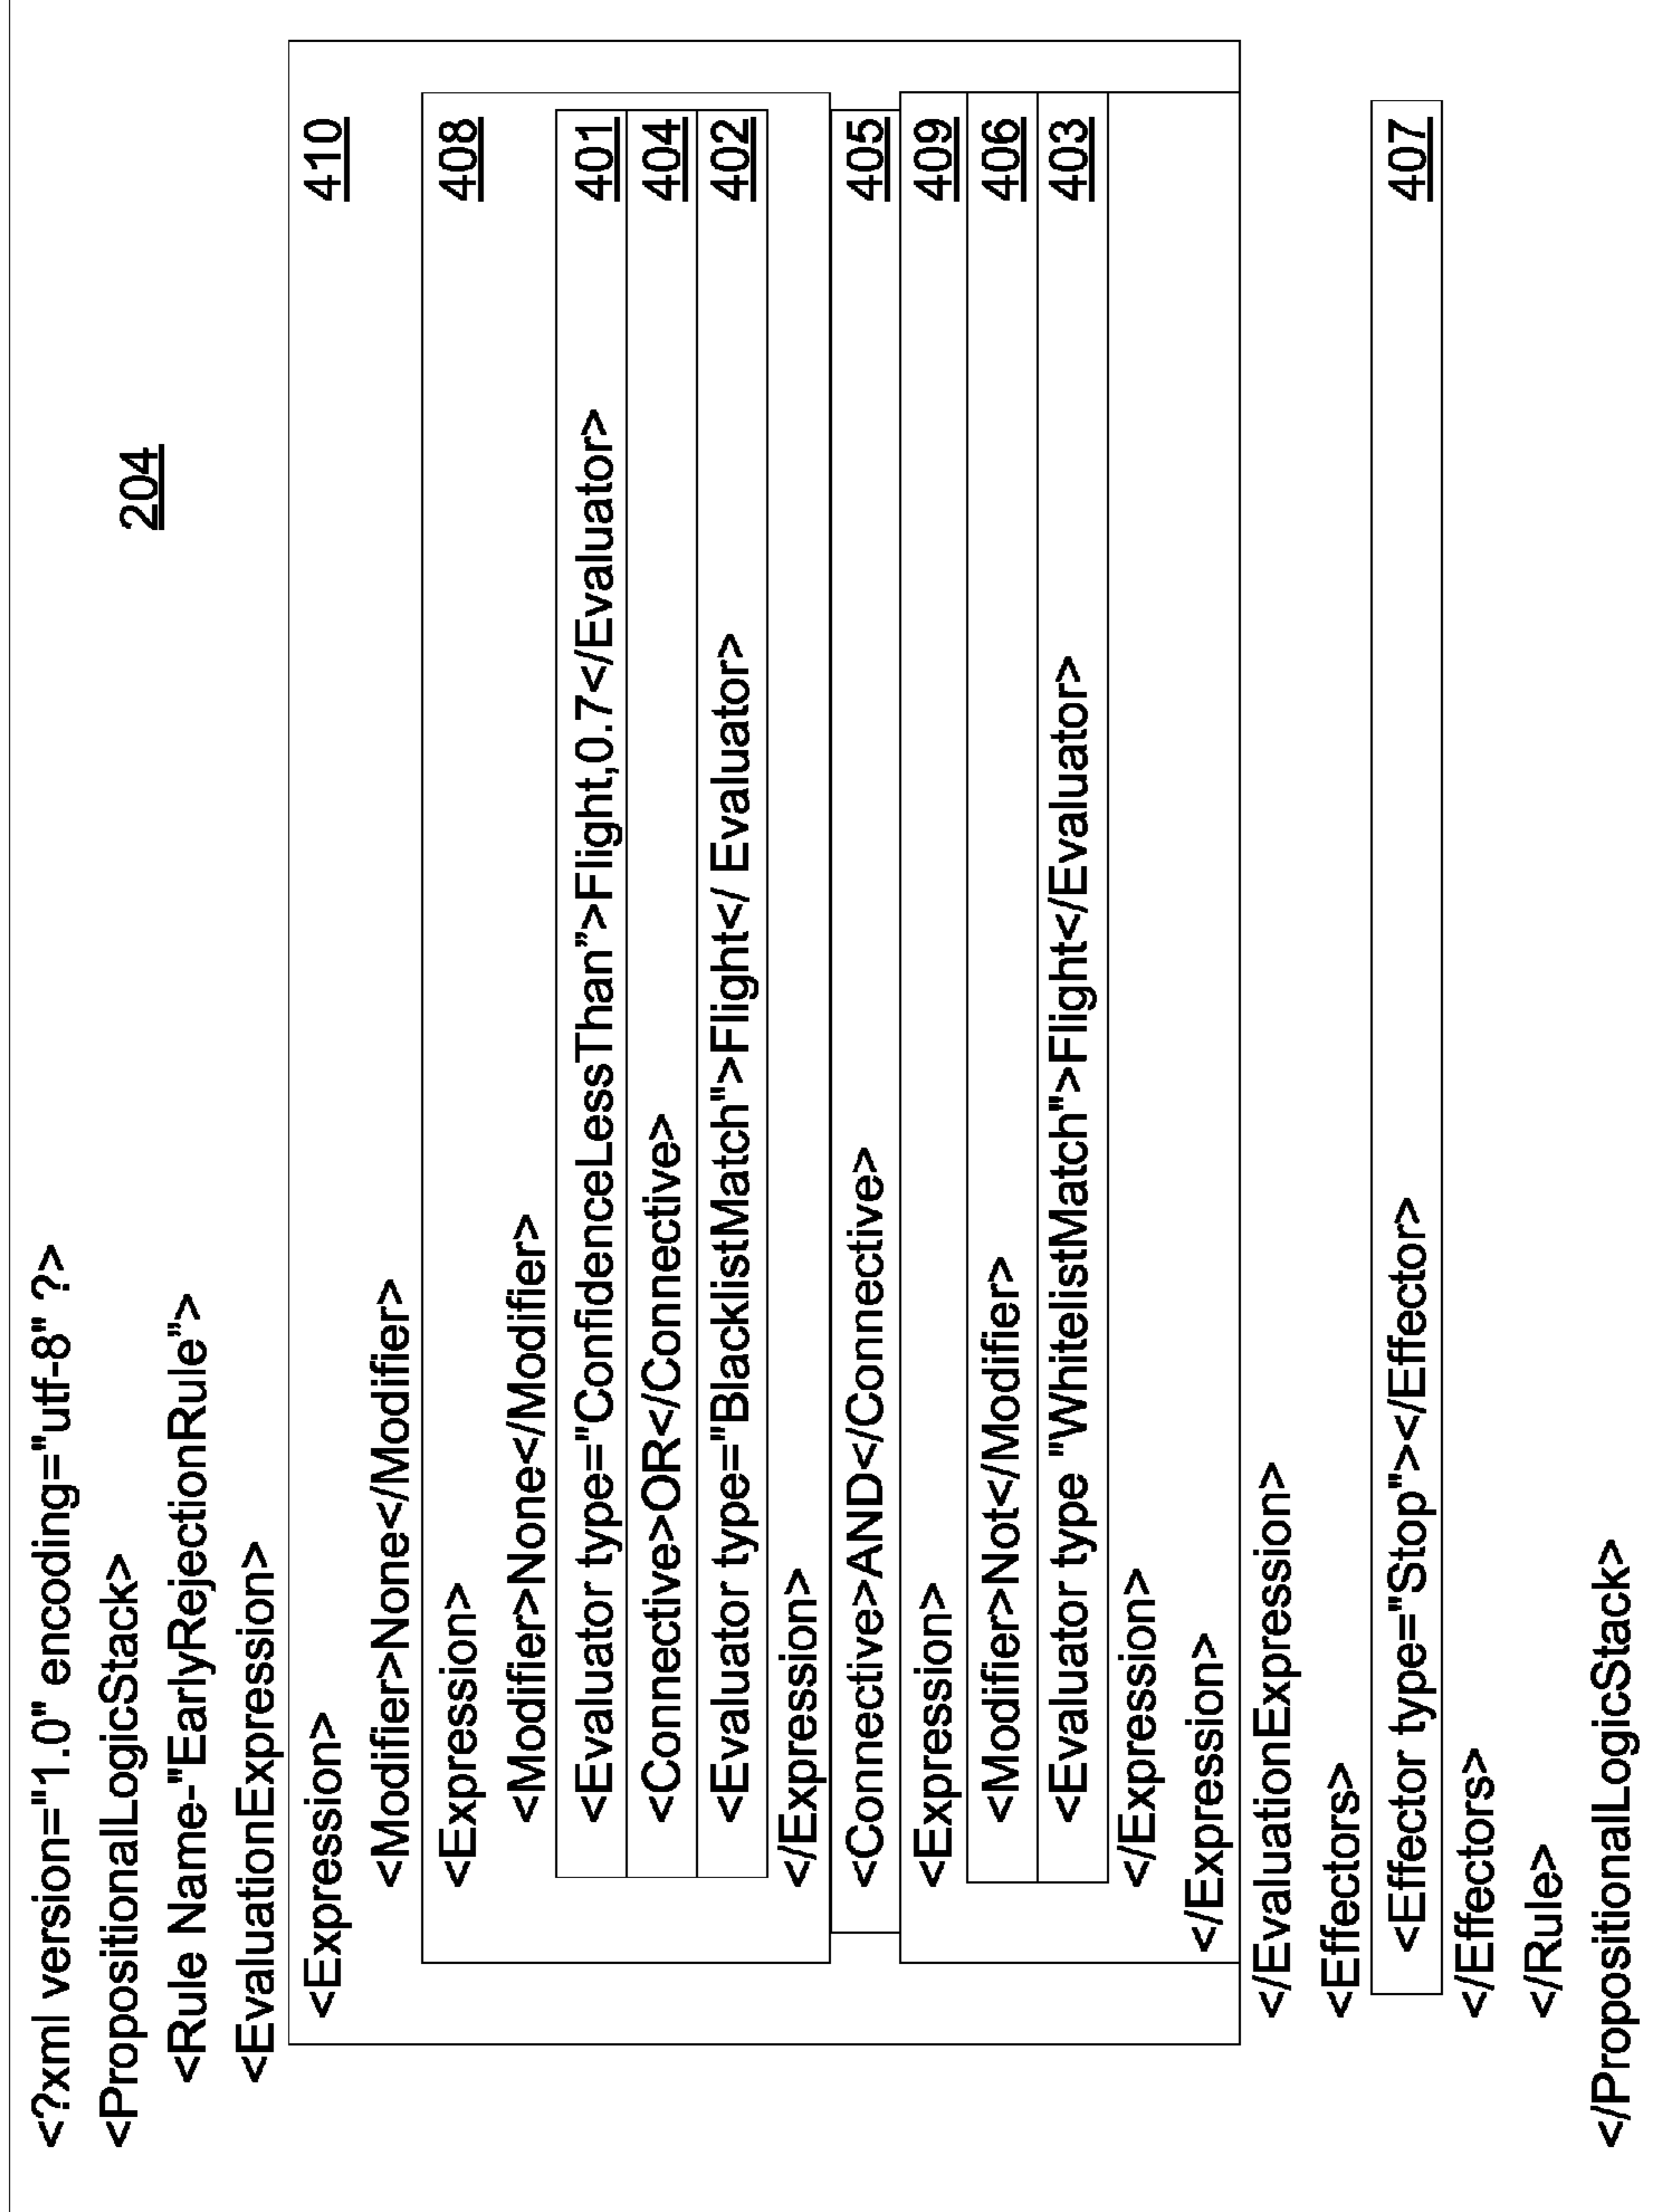 <?xml version="1.0" encoding="utf-8" ?>
<PropositionalLogicStack> 204
<Rule Name-"EarlyRejectionRule”>
<EvaluationExpression>
<Expression> 410
<Modifier>None</Modifier>
<Expression> 408
<Modifier>None</Modifier>
<Evaluator type="ConfidenceLessThan”>Flight,0.7</Evaluator> 401
<Connective>OR</Connective> 404
<Evaluator type="BlacklistMatch">Flight</ Evaluator> 402
</Expression>
<Connective>AND</Connective> 405
<Expression> 409
<Modifier>Not</Modifier> 406
<Evaluator type "WhitelistMatch">Flight</Evaluator> 403
</Expression>
</Expression>
</EvaluationExpression>
<Effectors>
<Effector type="Stop"></Effector> 407
</Effectors>
</Rule>
</PropositionalLogicStack>